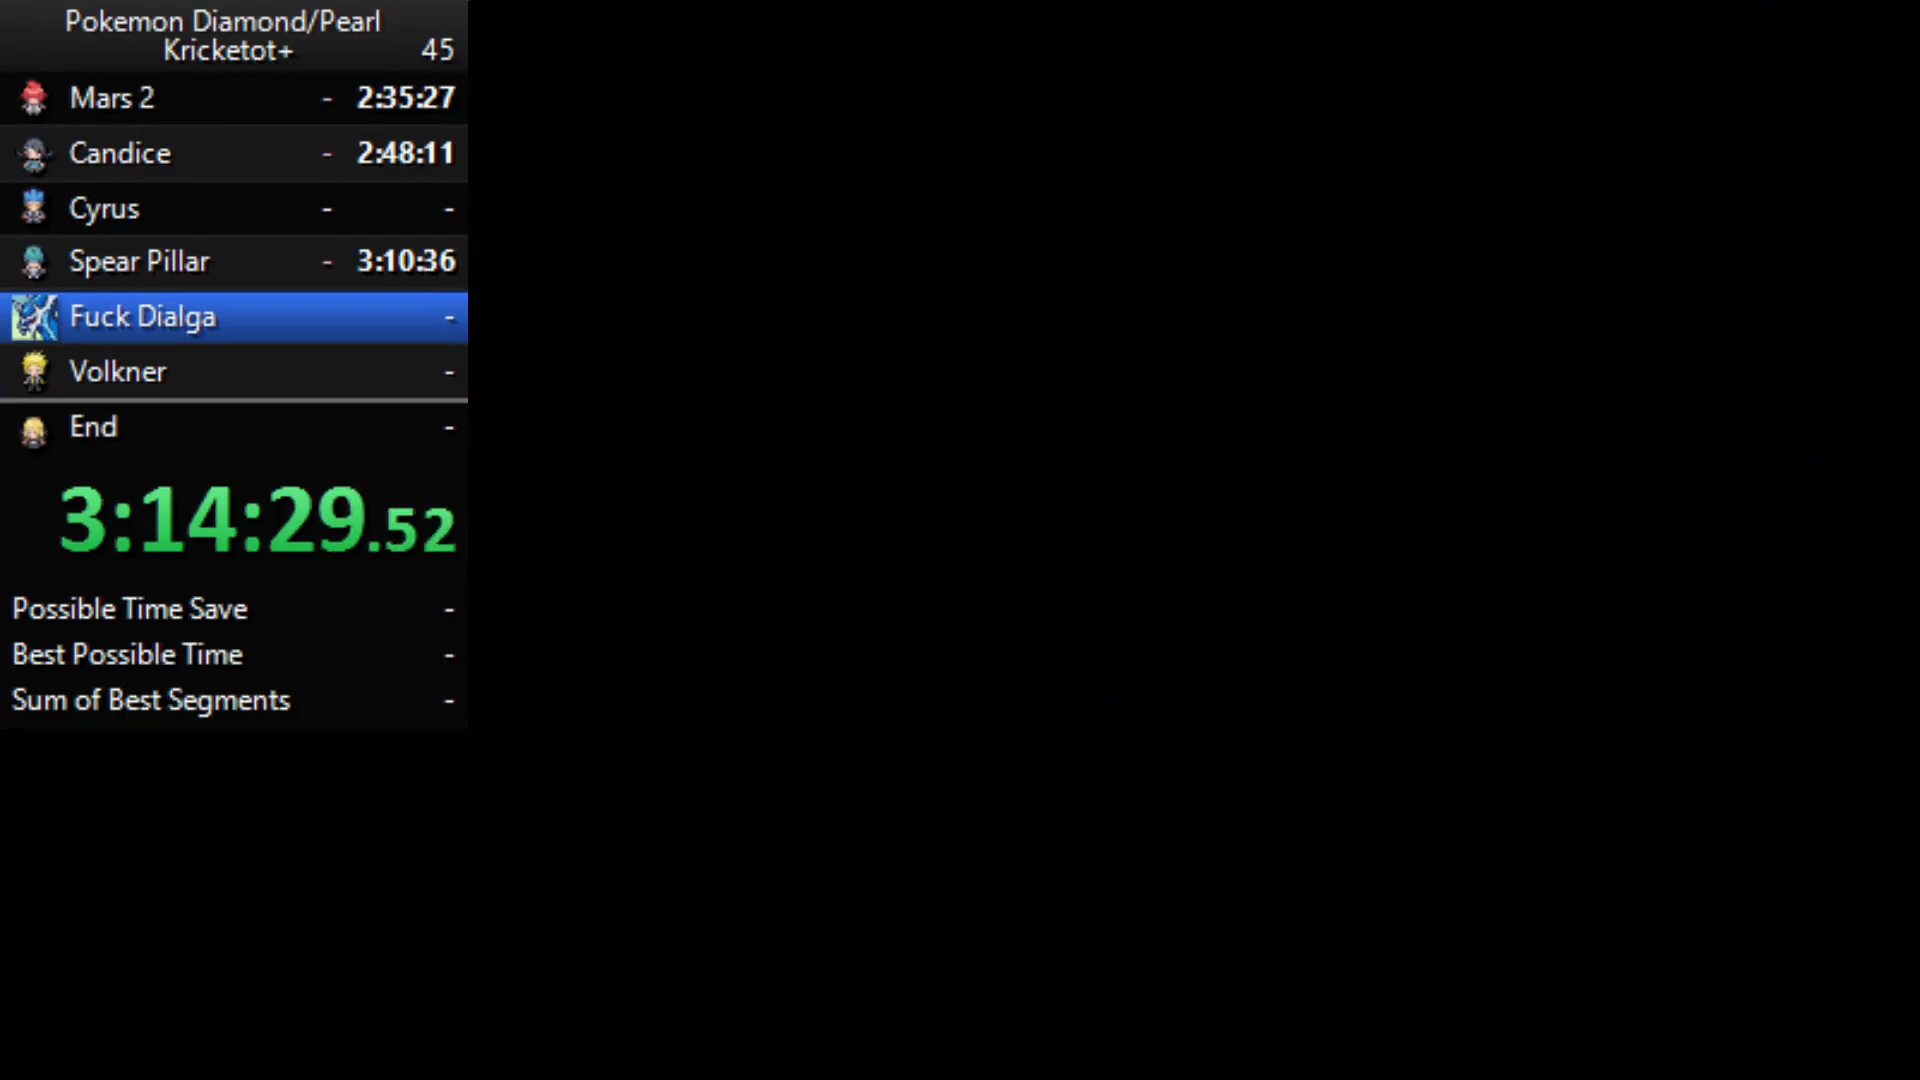 Pokemon Diamond/Pearl
Kricketot+ 45
Mars 2 - 2:35:27
Candice - 2:48:11
Cyrus - -
Spear Pillar - 3:10:36
Fuck Dialga -
Volkner -
End -
3:14:29.52
Possible Time Save -
Best Possible Time -
Sum of Best Segments -